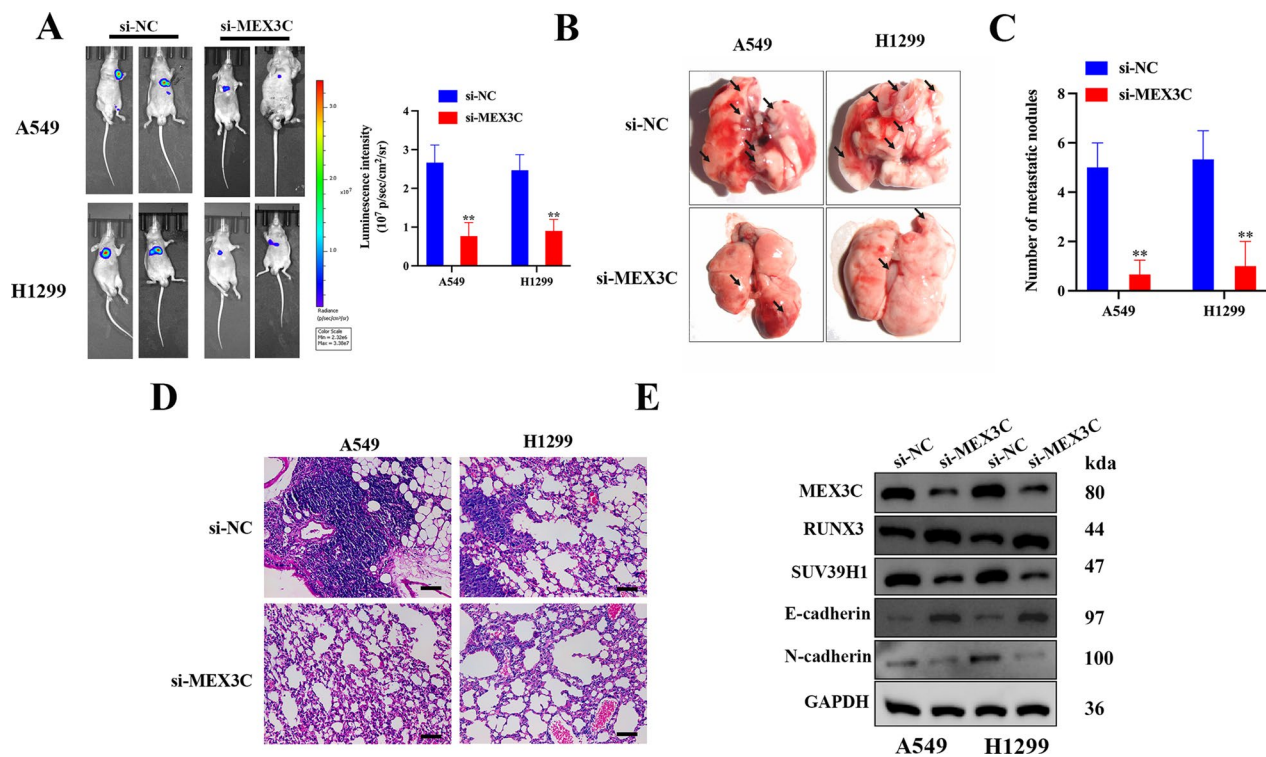 A
si-NC
si-MEX3C
A549
H1299
3.0
2.0
x10⁷
1.0
Radiance
(p/sec/cm²/sr)
Color Scale
Min = 2.32e6
Max = 3.38e7
Luminescence intensity
(10⁷ p/sec/cm²/sr)
si-NC
si-MEX3C
4
3
2
1
0
**
**
A549
H1299
B
A549
H1299
si-NC
si-MEX3C
C
si-NC
si-MEX3C
Number of metastatic nodules
8
6
4
2
0
**
**
A549
H1299
D
A549
H1299
si-NC
si-MEX3C
E
si-NC
si-MEX3C
si-NC
si-MEX3C
kda
MEX3C
80
RUNX3
44
SUV39H1
47
E-cadherin
97
N-cadherin
100
GAPDH
36
A549
H1299